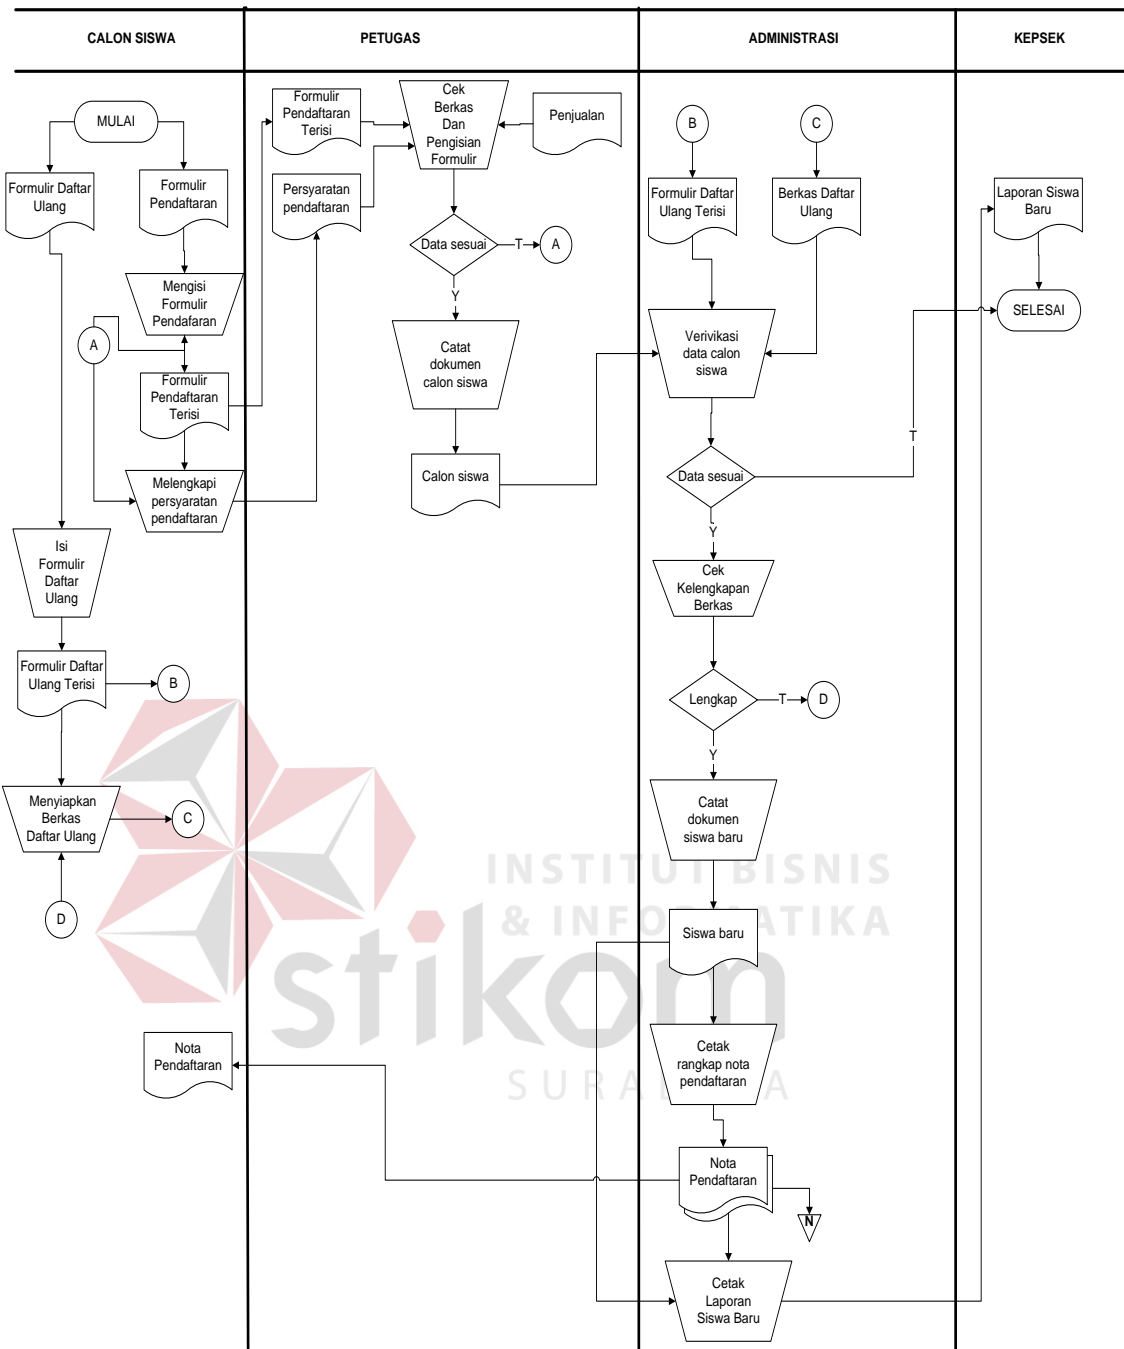 CALON SISWA
PETUGAS
ADMINISTRASI
KEPSEK
MULAI
Formulir Daftar
Ulang
Formulir
Pendaftaran
Mengisi
Formulir
Pendafaran
A
Formulir
Pendaftaran
Terisi
Melengkapi
persyaratan
pendaftaran
Isi
Formulir
Daftar
Ulang
Formulir Daftar
Ulang Terisi
B
Menyiapkan
Berkas
Daftar Ulang
C
D
Nota
Pendaftaran
Formulir
Pendaftaran
Terisi
Persyaratan
pendaftaran
Cek
Berkas
Dan
Pengisian
Formulir
Penjualan
Data sesuai
T
A
Y
Catat
dokumen
calon siswa
Calon siswa
B
C
Formulir Daftar
Ulang Terisi
Berkas Daftar
Ulang
Verivikasi
data calon
siswa
Data sesuai
T
Y
Cek
Kelengkapan
Berkas
Lengkap
T
D
Y
Catat
dokumen
siswa baru
Siswa baru
Cetak
rangkap nota
pendaftaran
Nota
Pendaftaran
N
Cetak
Laporan
Siswa Baru
Laporan Siswa
Baru
SELESAI
INSTITUT BISNIS
& INFORMATIKA
stikom
SURABAYA